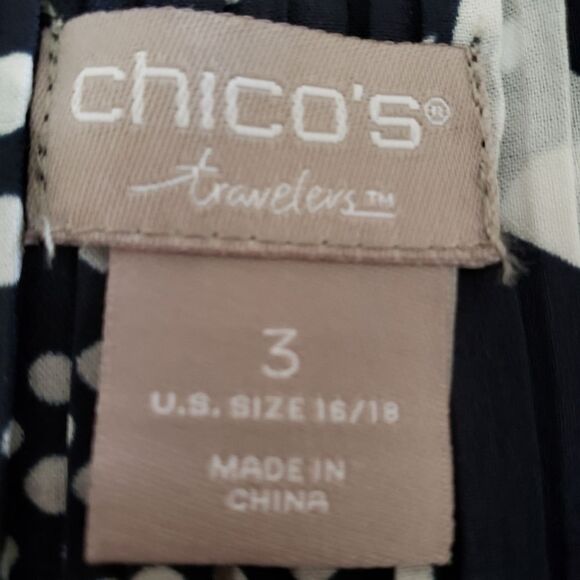 chico's®
travelers™
3
U.S. SIZE 16/18
MADE IN
CHINA